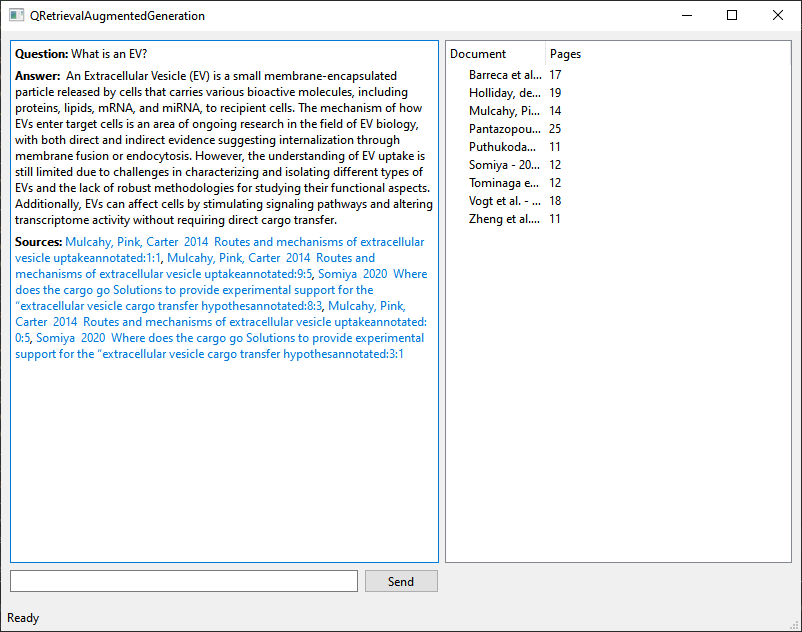 QRetrievalAugmentedGeneration
Question: What is an EV?
Answer: An Extracellular Vesicle (EV) is a small membrane-encapsulated
particle released by cells that carries various bioactive molecules, including
proteins, lipids, mRNA, and miRNA, to recipient cells. The mechanism of how
EVs enter target cells is an area of ongoing research in the field of EV biology,
with both direct and indirect evidence suggesting internalization through
membrane fusion or endocytosis. However, the understanding of EV uptake is
still limited due to challenges in characterizing and isolating different types of
EVs and the lack of robust methodologies for studying their functional aspects.
Additionally, EVs can affect cells by stimulating signaling pathways and altering
transcriptome activity without requiring direct cargo transfer.
Sources: Mulcahy, Pink, Carter 2014 Routes and mechanisms of extracellular
vesicle uptakeannotated:1:1, Mulcahy, Pink, Carter 2014 Routes and
mechanisms of extracellular vesicle uptakeannotated:9:5, Somiya 2020 Where
does the cargo go Solutions to provide experimental support for the
“extracellular vesicle cargo transfer hypothesannotated:8:3, Mulcahy, Pink,
Carter 2014 Routes and mechanisms of extracellular vesicle uptakeannotated:
0:5, Somiya 2020 Where does the cargo go Solutions to provide experimental
support for the “extracellular vesicle cargo transfer hypothesannotated:3:1
Document Pages
Barreca et al... 17
Holliday, de... 19
Mulcahy, Pi... 14
Pantazopou... 25
Puthukoda... 11
Somiya - 20... 12
Tominaga e... 12
Vogt et al. - ... 18
Zheng et al.... 11
Send
Ready